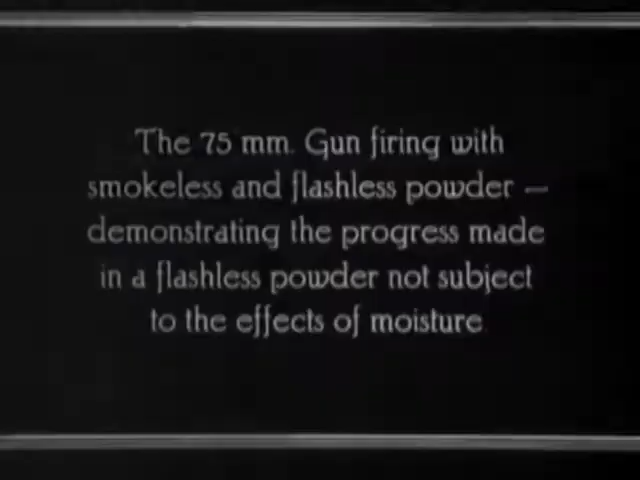 The 75 mm. Gun firing with
smokeless and flashless powder —
demonstrating the progress made
in a flashless powder not subject
to the effects of moisture